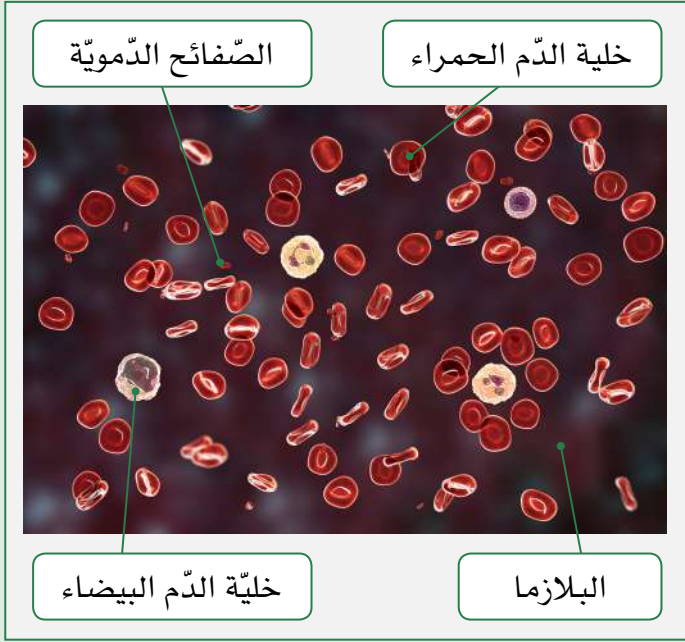 خلية الدّم الحمراء
الصّفائح الدّمويّة
البلازما
خليّة الدّم البيضاء